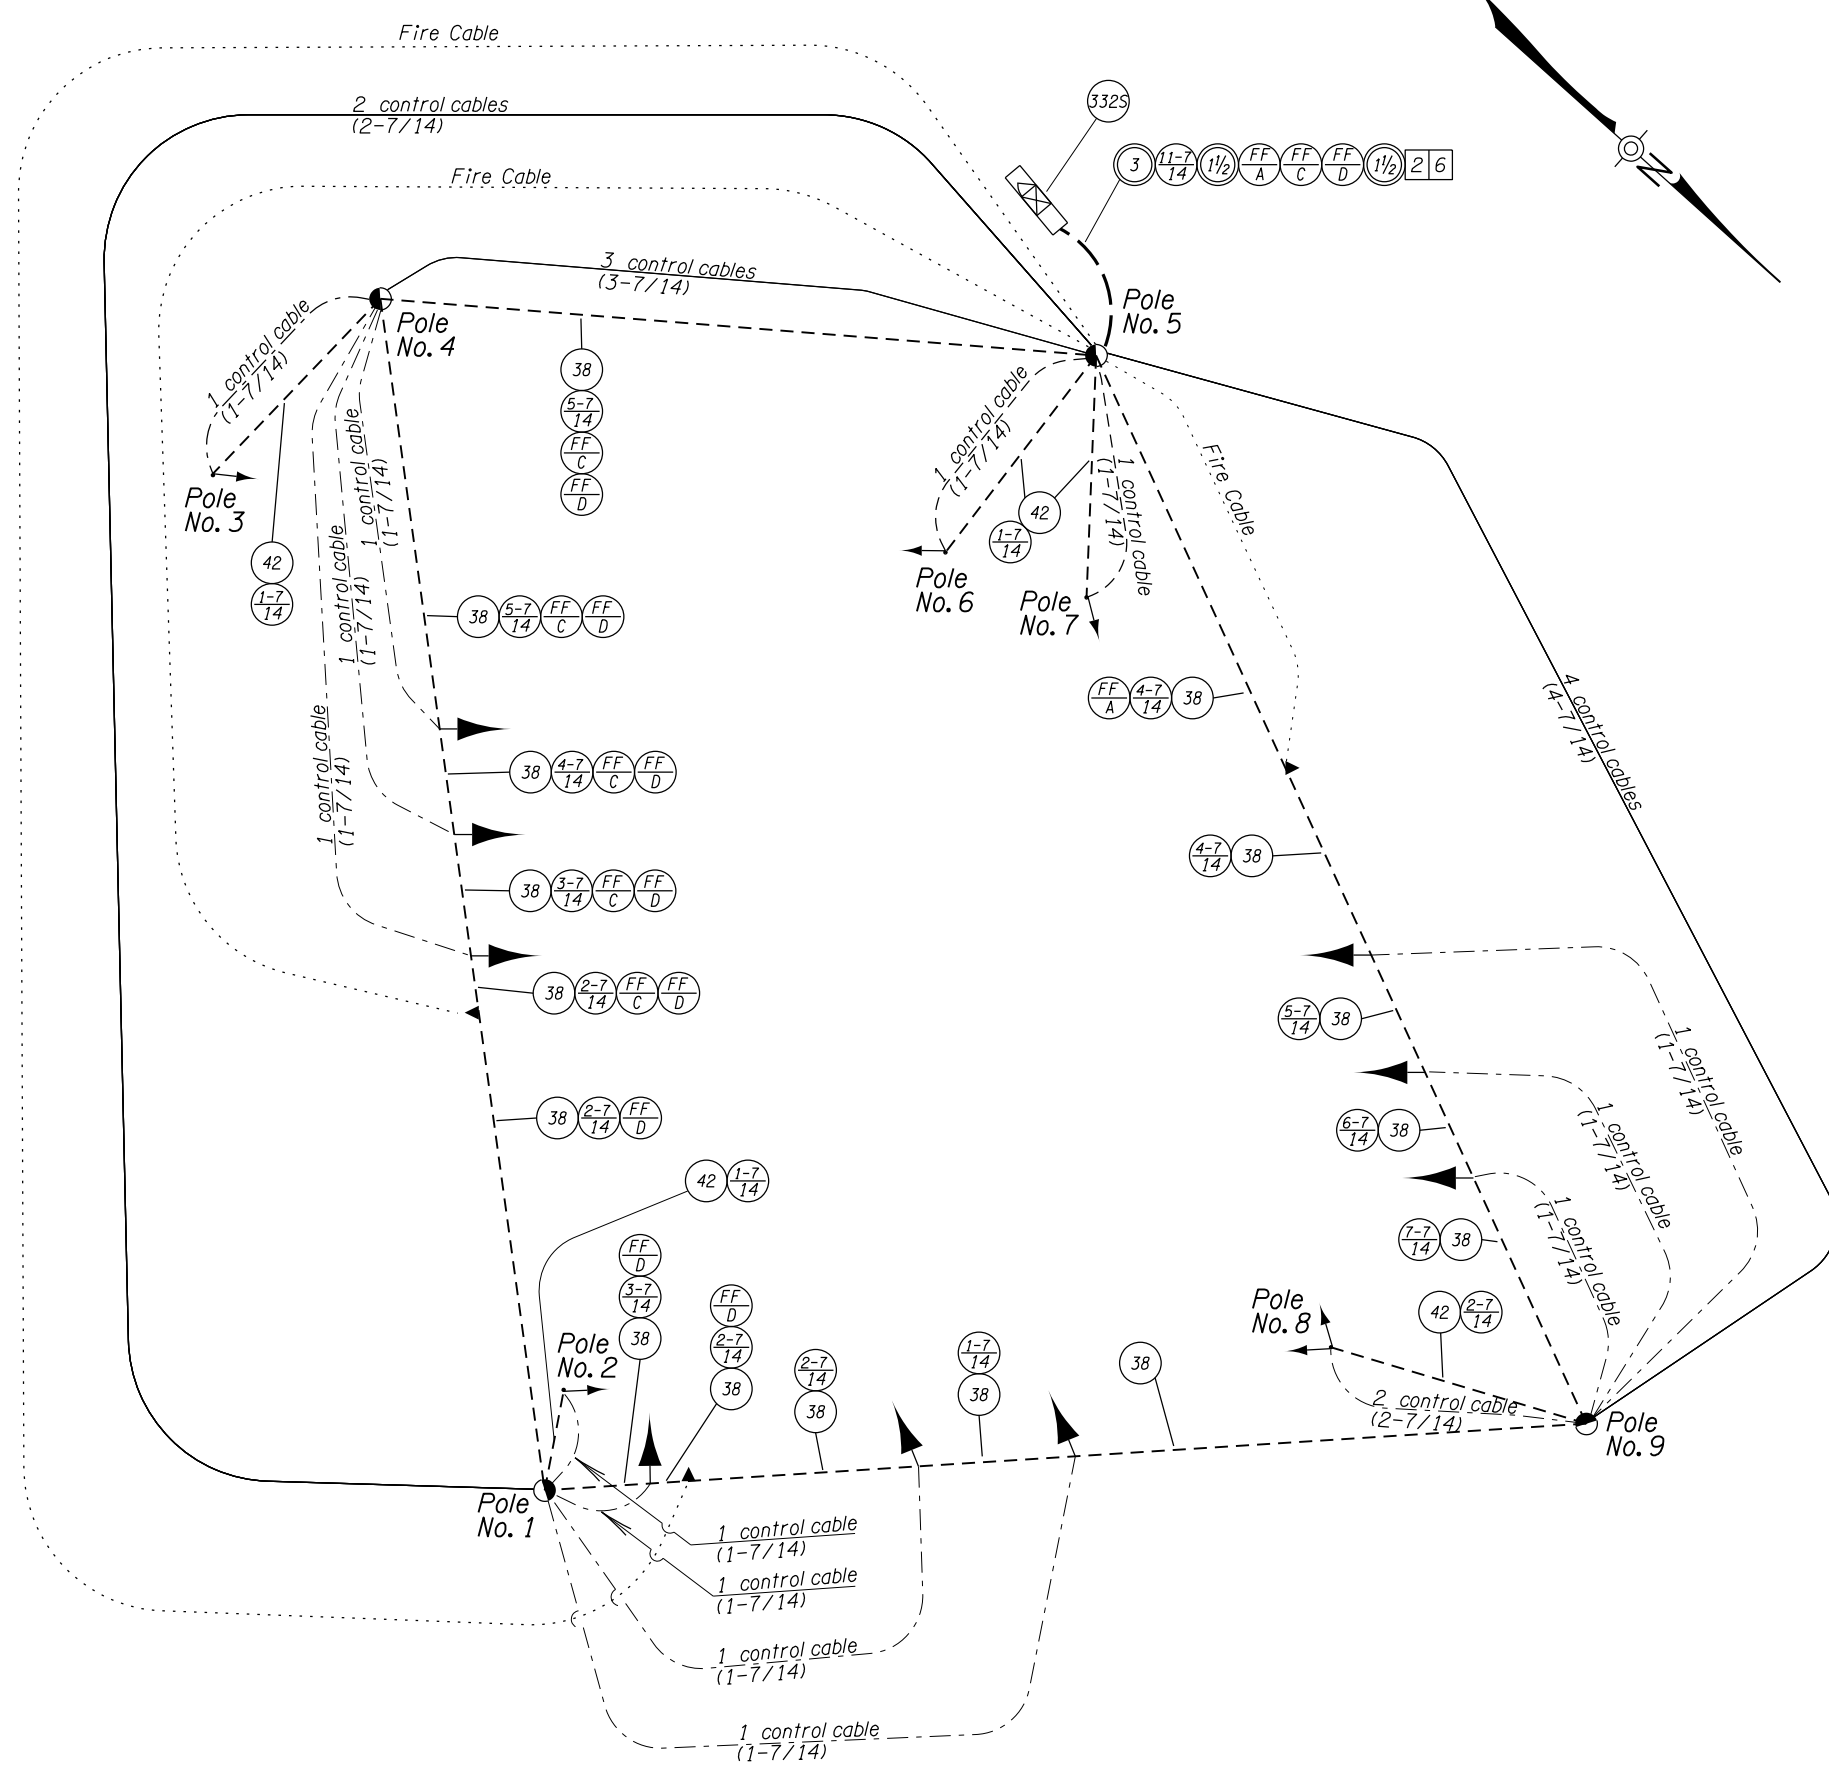 Fire Cable
2 control cables
(2-7/14)
332S
3 11-7/14 1½ FF/A FF/C FF/D 1½ 2 6
N
Fire Cable
3 control cables
(3-7/14)
Pole
No. 5
1 control cable
(1-7/14)
Pole
No. 4
38
5-7/14
FF/C
FF/D
1 control cable
(1-7/14)
Pole
No. 3
42
1-7/14
1 control cable
(1-7/14)
1 control cable
(1-7/14)
1 control cable
(1-7/14)
42
1-7/14
1 control cable
(1-7/14)
Fire Cable
Pole
No. 6
Pole
No. 7
38 5-7/14 FF/C FF/D
FF/A 4-7/14 38
4 control cables
(4-7/14)
38 4-7/14 FF/C FF/D
4-7/14 38
38 3-7/14 FF/C FF/D
38 2-7/14 FF/C FF/D
5-7/14 38
1 control cable
(1-7/14)
38 2-7/14 FF/D
6-7/14 38
1 control cable
(1-7/14)
42 1-7/14
7-7/14 38
1 control cable
(1-7/14)
FF/D
3-7/14
38
FF/D
2-7/14
38
2-7/14
38
1-7/14
38
38
Pole
No. 8
42 2-7/14
Pole
No. 2
2 control cable
(2-7/14)
Pole
No. 9
Pole
No. 1
1 control cable
(1-7/14)
1 control cable
(1-7/14)
1 control cable
(1-7/14)
1 control cable
(1-7/14)